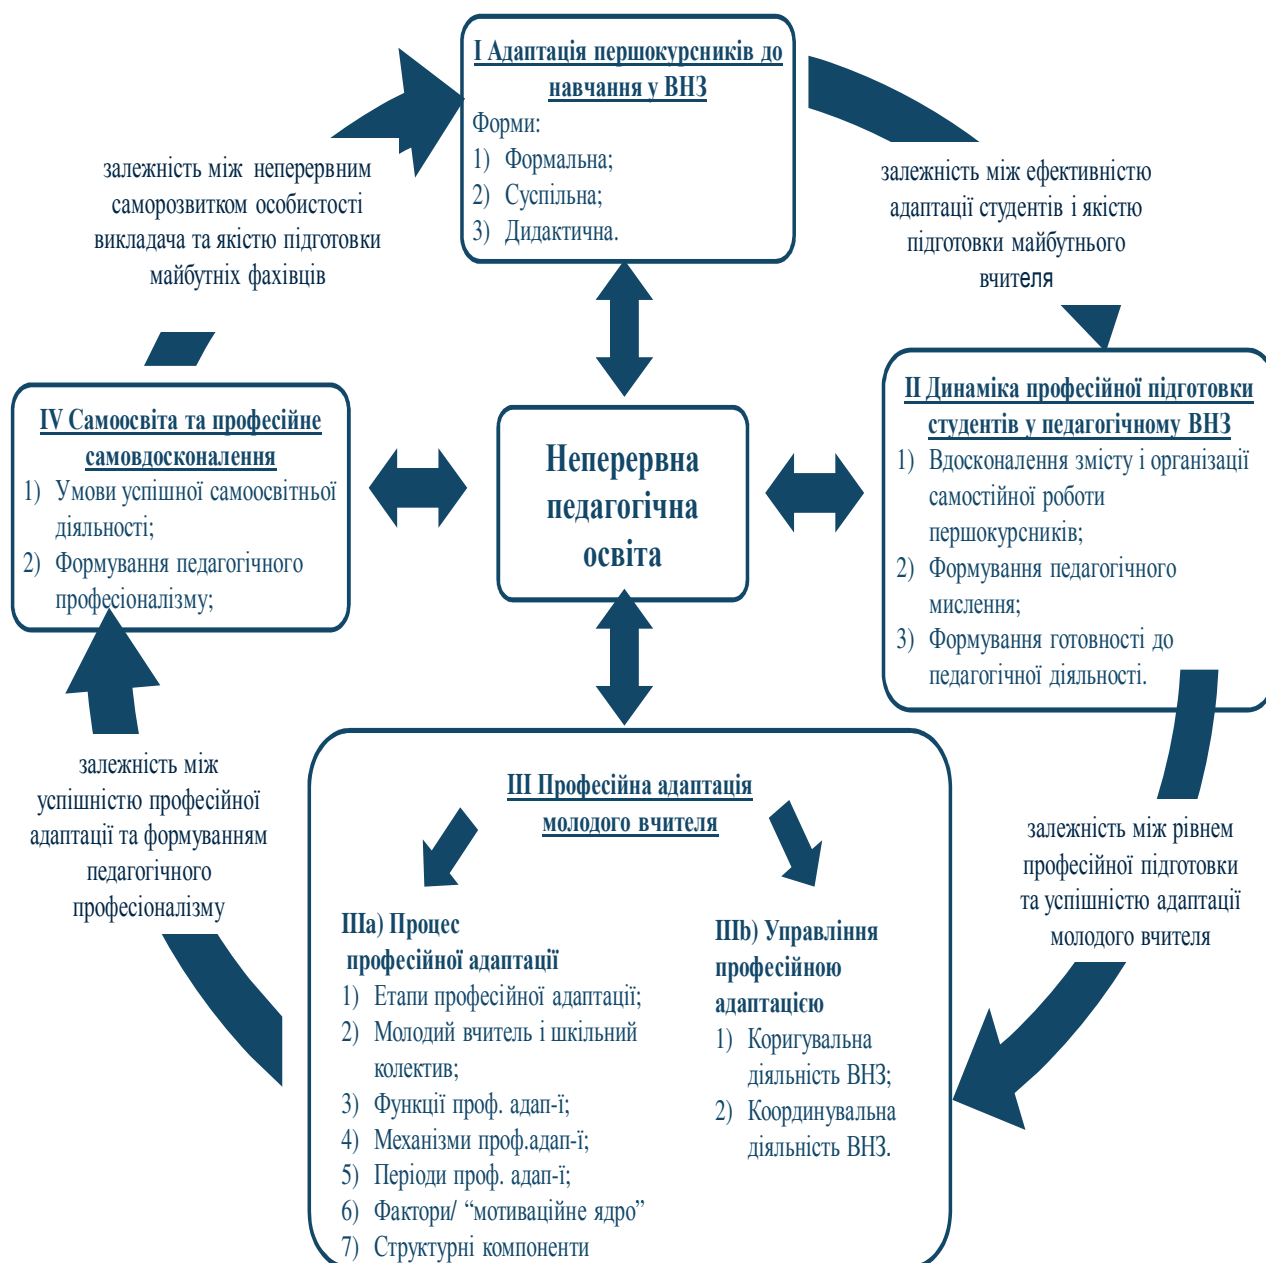 І Адаптація першокурсників до
навчання у ВНЗ
Форми:
1) Формальна;
2) Суспільна;
3) Дидактична.
залежність між неперервним
саморозвитком особистості
викладача та якістю підготовки
майбутніх фахівців
залежність між ефективністю
адаптації студентів і якістю
підготовки майбутнього
вчителя
IV Самоосвіта та професійне
самовдосконалення
1) Умови успішної самоосвітньої
діяльності;
2) Формування педагогічного
професіоналізму;
Неперервна
педагогічна
освіта
ІІ Динаміка професійної підготовки
студентів у педагогічному ВНЗ
1) Вдосконалення змісту і організації
самостійної роботи
першокурсників;
2) Формування педагогічного
мислення;
3) Формування готовності до
педагогічної діяльності.
залежність між
успішністю професійної
адаптації та формуванням
педагогічного
професіоналізму
ІІІ Професійна адаптація
молодого вчителя
ІІІа) Процес
професійної адаптації
1) Етапи професійної адаптації;
2) Молодий вчитель і шкільний
колектив;
3) Функції проф. адап-ї;
4) Механізми проф.адап-ї;
5) Періоди проф. адап-ї;
6) Фактори/ “мотиваційне ядро”
7) Структурні компоненти
ІІІb) Управління
професійною
адаптацією
1) Коригувальна
діяльність ВНЗ;
2) Координувальна
діяльність ВНЗ.
залежність між рівнем
професійної підготовки
та успішністю адаптації
молодого вчителя